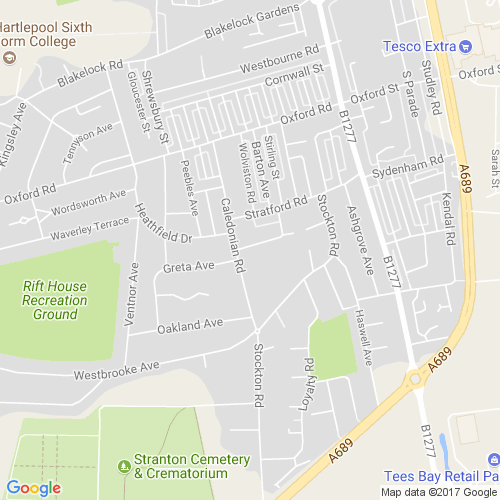 Hartlepool Sixth
orm College
Blakelock Gardens
Tesco Extra
Westbourne Rd
Blakelock Rd
Cornwall St
Oxford St
Studley Rd
S Parade
Kingsley Ave
Shrewsbury St
Gloucester St
Tennyson Ave
Oxford Rd
B1277
A689
Sarah St
Stirling St
Barton Ave
Wolviston Rd
Peebles Ave
Sydenham Rd
Oxford Rd
Wordsworth Ave
Waverley Terrace
Heathfield Dr
Stratford Rd
Caledonian Rd
Stockton Rd
Ashgrove Ave
Kendal Rd
Greta Ave
B1277
Rift House
Recreation
Ground
Ventnor Ave
Oakland Ave
Haswell Ave
A689
Westbrooke Ave
Stockton Rd
Loyalty Rd
Stranton Cemetery
& Crematorium
A689
B1277
Tees Bay Retail Pa
Google
Map data ©2017 Google